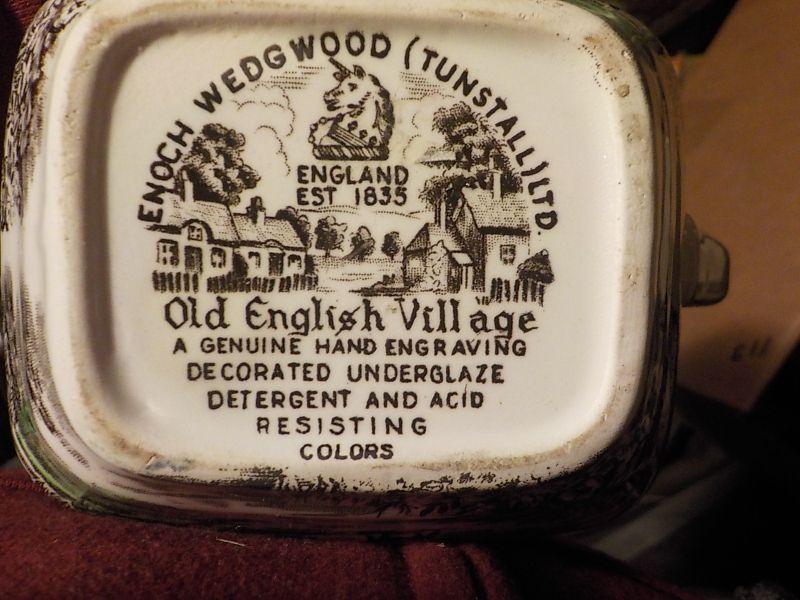 ENOCH WEDGWOOD (TUNSTALL) LTD.
ENGLAND
EST 1835
Old English Village
A GENUINE HAND ENGRAVING
DECORATED UNDERGLAZE
DETERGENT AND ACID
RESISTING
COLORS